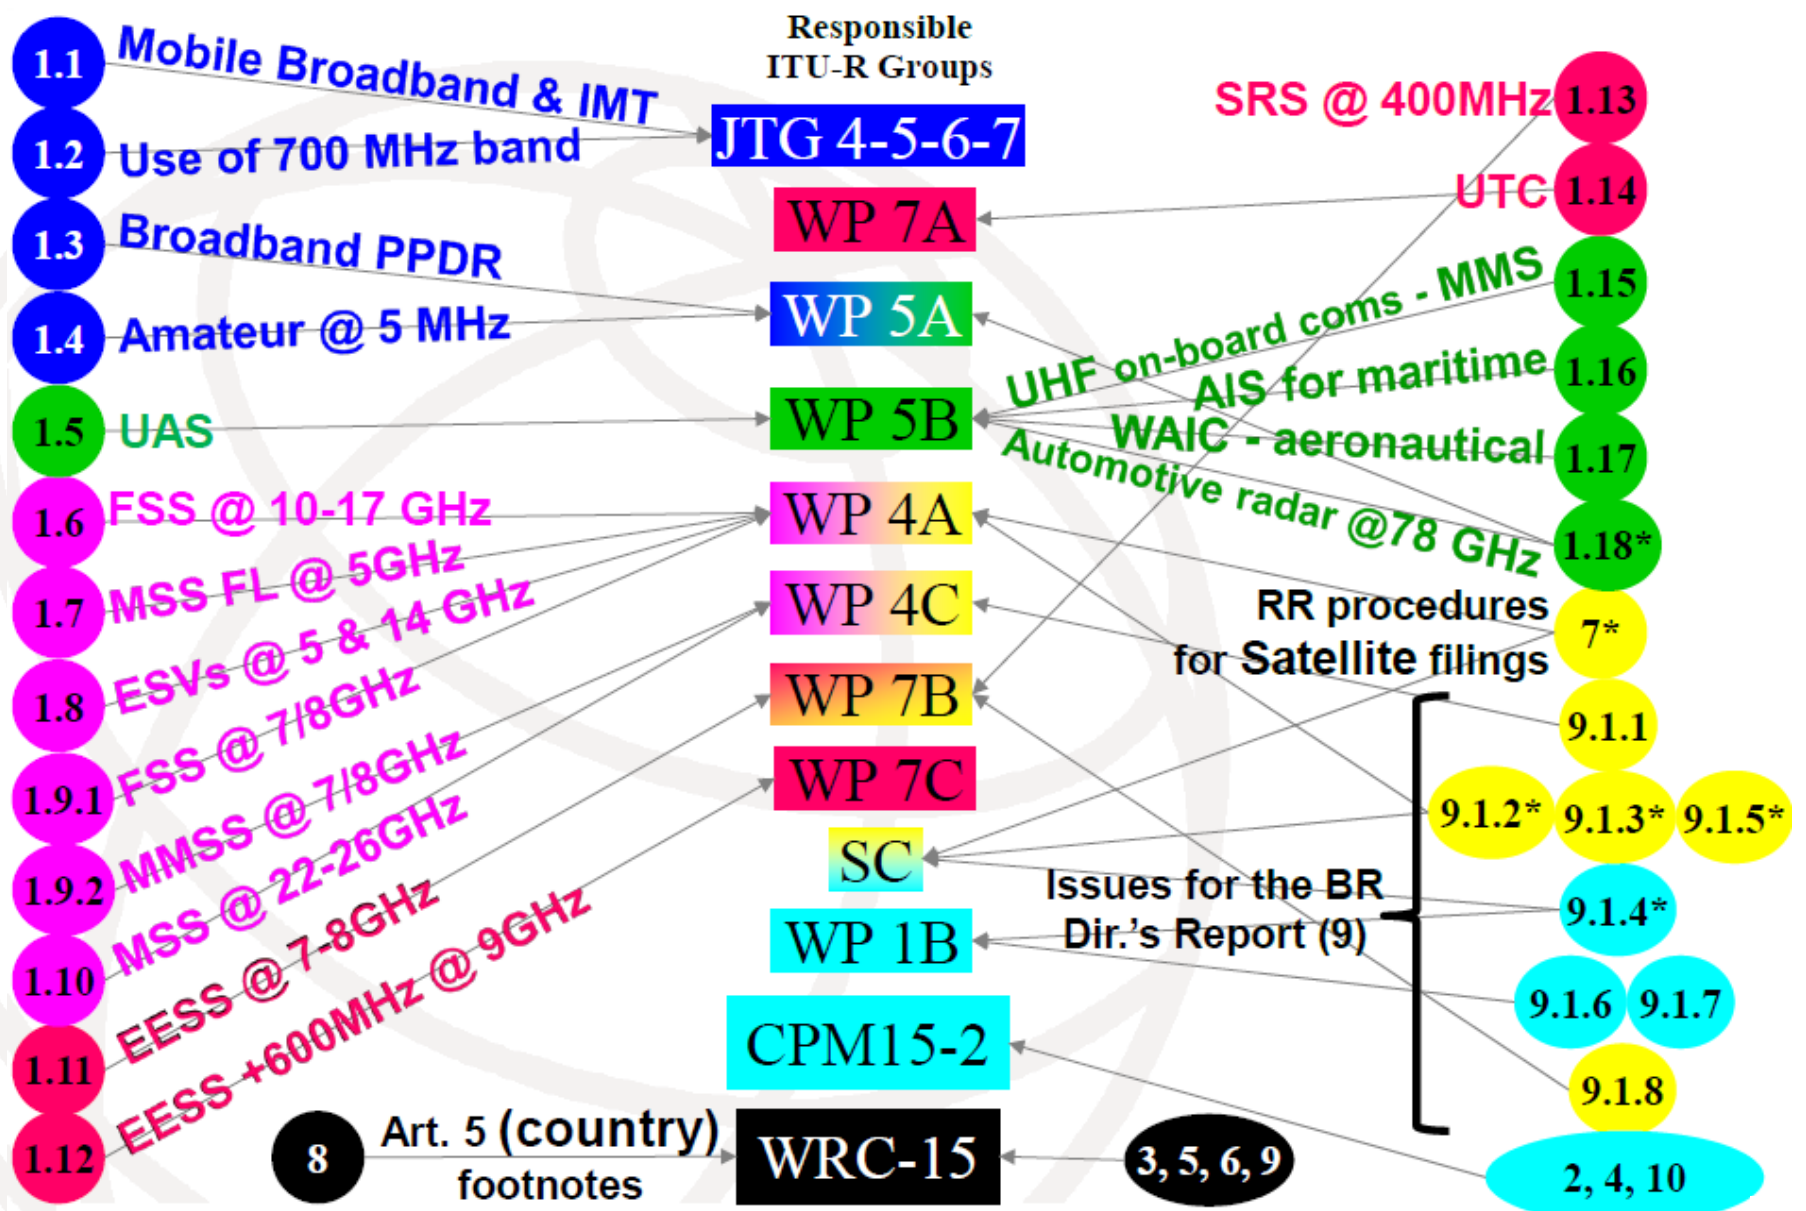 Responsible
ITU-R Groups
1.1 Mobile Broadband & IMT
1.2 Use of 700 MHz band
1.3 Broadband PPDR
1.4 Amateur @ 5 MHz
1.5 UAS
1.6 FSS @ 10-17 GHz
1.7 MSS FL @ 5GHz
1.8 ESVs @ 5 & 14 GHz
1.9.1 FSS @ 7/8GHz
1.9.2 MMSS @ 7/8GHz
1.10 MSS @ 22-26GHz
1.11 EESS @ 7-8GHz
1.12 EESS +600MHz @ 9GHz
8 Art. 5 (country)
footnotes
JTG 4-5-6-7
WP 7A
WP 5A
WP 5B
WP 4A
WP 4C
WP 7B
WP 7C
SC
WP 1B
CPM15-2
WRC-15
SRS @ 400MHz 1.13
UTC 1.14
UHF on-board coms - MMS 1.15
AIS for maritime 1.16
WAIC - aeronautical 1.17
Automotive radar @78 GHz 1.18*
RR procedures
for Satellite filings
7*
9.1.1
9.1.2* 9.1.3* 9.1.5*
Issues for the BR
Dir.'s Report (9)
9.1.4*
9.1.6 9.1.7
9.1.8
3, 5, 6, 9
2, 4, 10